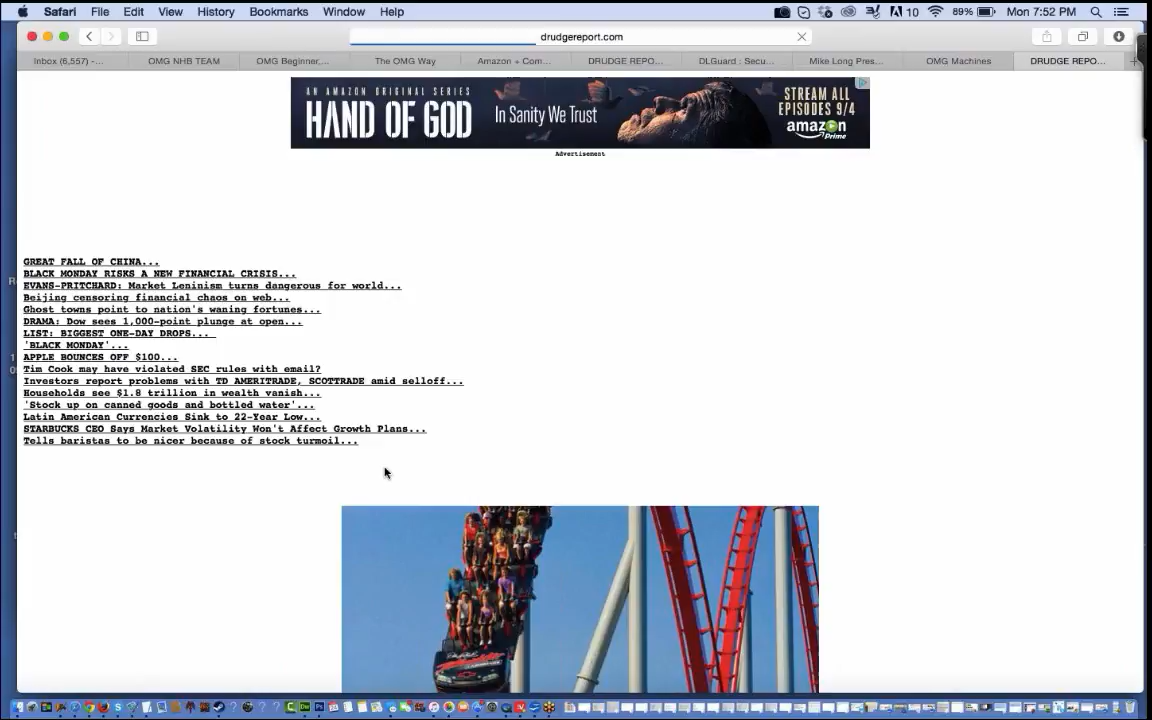 Safari File Edit View History Bookmarks Window Help 10 89% Mon 7:52 PM
drudgereport.com
Inbox (6,557) -... OMG NHB TEAM OMG Beginner,... The OMG Way Amazon + Com... DRUDGE REPO... DLGuard : Secu... Mike Long Pres... OMG Machines DRUDGE REPO...
AN AMAZON ORIGINAL SERIES
HAND OF GOD
In Sanity We Trust
STREAM ALL
EPISODES 9/4
amazon
Prime
Advertisement
GREAT FALL OF CHINA...
BLACK MONDAY RISKS A NEW FINANCIAL CRISIS...
EVANS-PRITCHARD: Market Leninism turns dangerous for world...
Beijing censoring financial chaos on web...
Ghost towns point to nation's waning fortunes...
DRAMA: Dow sees 1,000-point plunge at open...
LIST: BIGGEST ONE-DAY DROPS...
'BLACK MONDAY'...
APPLE BOUNCES OFF $100...
Tim Cook may have violated SEC rules with email?
Investors report problems with TD AMERITRADE, SCOTTRADE amid selloff...
Households see $1.8 trillion in wealth vanish...
'Stock up on canned goods and bottled water'...
Latin American Currencies Sink to 22-Year Low...
STARBUCKS CEO Says Market Volatility Won't Affect Growth Plans...
Tells baristas to be nicer because of stock turmoil...